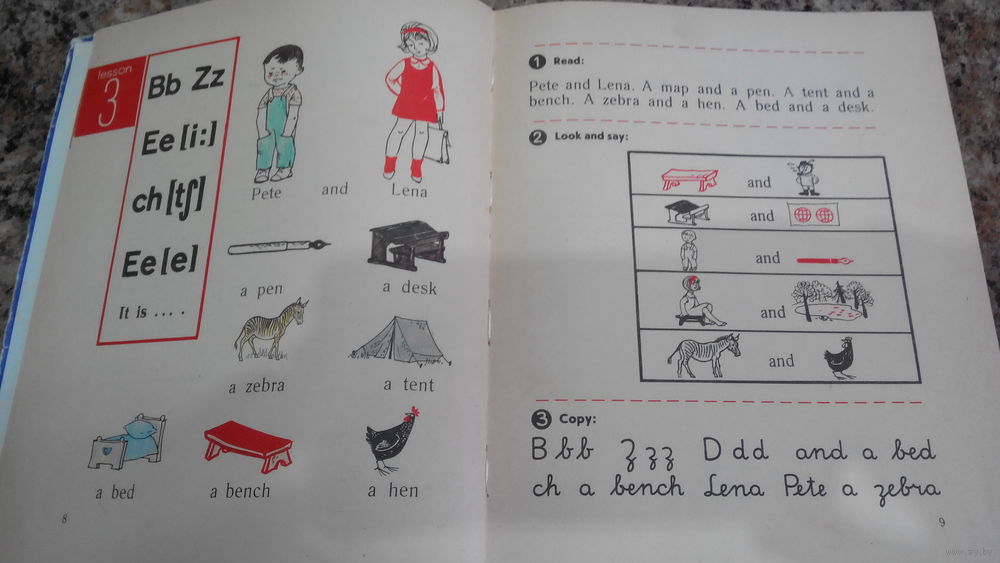 lesson
3
Bb Zz
Ee [i:]
ch [tʃ]
Ee [e]
It is ... .
Pete and Lena
a pen a desk
a zebra a tent
a bed a bench a hen
8
1 Read:
Pete and Lena. A map and a pen. A tent and a
bench. A zebra and a hen. A bed and a desk.
2 Look and say:
and
and
and
and
and
3 Copy:
B b b Z z z D d d and a bed
ch a bench Lena Pete a zebra
9
www.ay.by